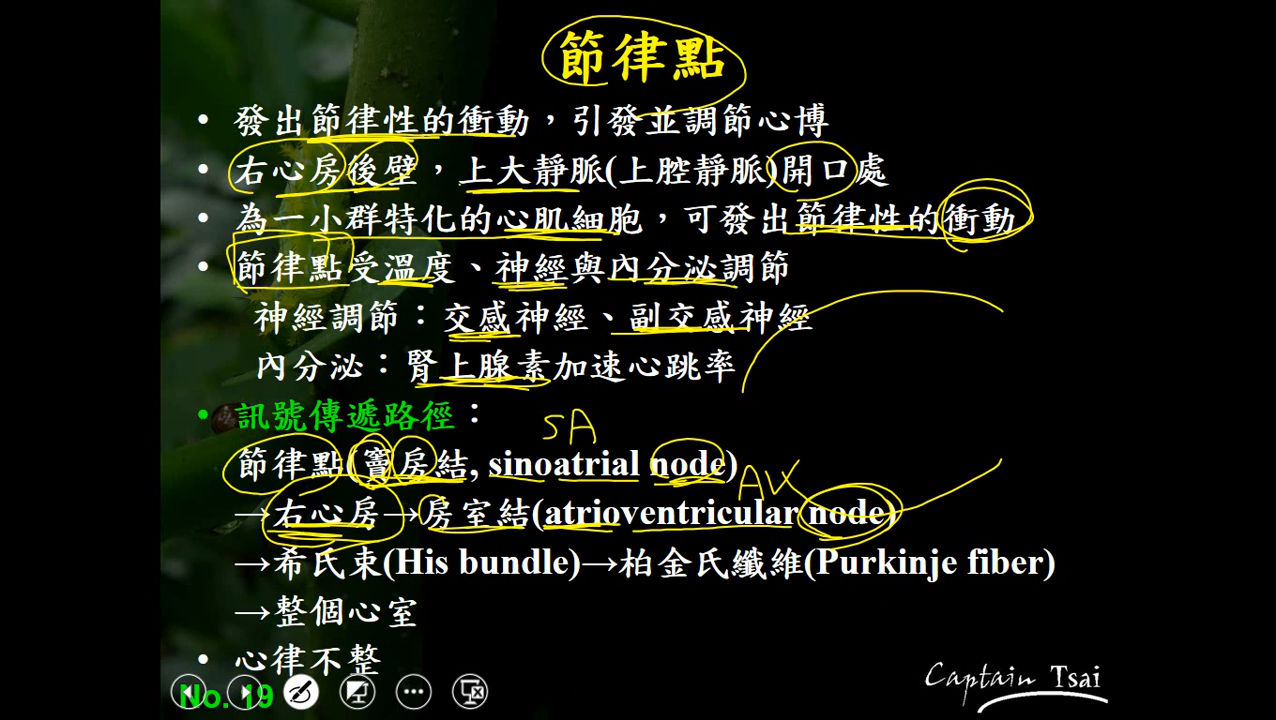 節律點
• 發出節律性的衝動，引發並調節心博
• 右心房後壁，上大靜脈(上腔靜脈)開口處
• 為一小群特化的心肌細胞，可發出節律性的衝動
• 節律點受溫度、神經與內分泌調節
神經調節：交感神經、副交感神經
內分泌：腎上腺素加速心跳率
• 訊號傳遞路徑：
SA
節律點(竇房結, sinoatrial node)
AV
→右心房→房室結(atrioventricular node)
→希氏束(His bundle)→柏金氏纖維(Purkinje fiber)
→整個心室
• 心律不整
Captain Tsai
No. 19